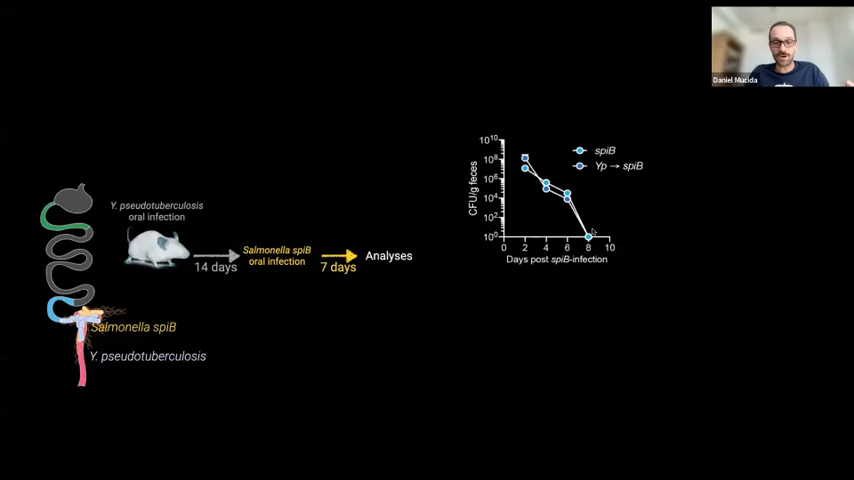 Daniel Mucida
Y. pseudotuberculosis
oral infection
14 days
Salmonella spiB
oral infection
7 days
Analyses
Salmonella spiB
Y. pseudotuberculosis
CFU/g feces
10^10
10^8
10^6
10^4
10^2
10^0
0 2 4 6 8 10
Days post spiB-infection
spiB
Yp → spiB